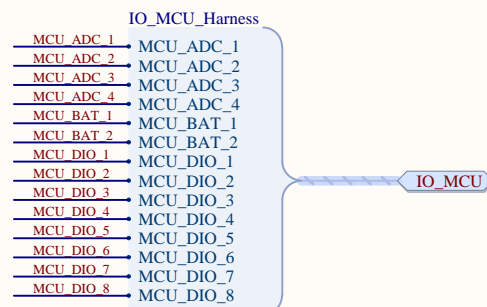 IO_MCU_Harness
MCU_ADC_1 MCU_ADC_1
MCU_ADC_2 MCU_ADC_2
MCU_ADC_3 MCU_ADC_3
MCU_ADC_4 MCU_ADC_4
MCU_BAT_1 MCU_BAT_1
MCU_BAT_2 MCU_BAT_2
MCU_DIO_1 MCU_DIO_1
MCU_DIO_2 MCU_DIO_2 IO_MCU
MCU_DIO_3 MCU_DIO_3
MCU_DIO_4 MCU_DIO_4
MCU_DIO_5 MCU_DIO_5
MCU_DIO_6 MCU_DIO_6
MCU_DIO_7 MCU_DIO_7
MCU_DIO_8 MCU_DIO_8